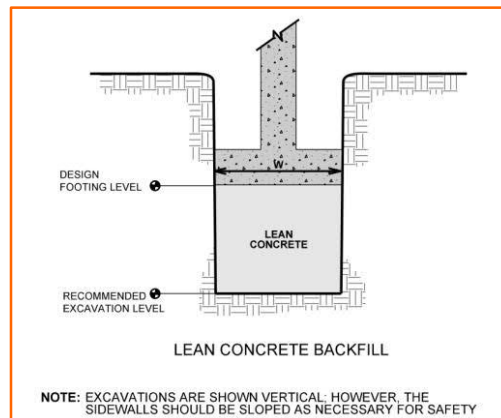 W
DESIGN
FOOTING LEVEL
LEAN
CONCRETE
RECOMMENDED
EXCAVATION LEVEL
LEAN CONCRETE BACKFILL
NOTE: EXCAVATIONS ARE SHOWN VERTICAL; HOWEVER, THE
SIDEWALLS SHOULD BE SLOPED AS NECESSARY FOR SAFETY